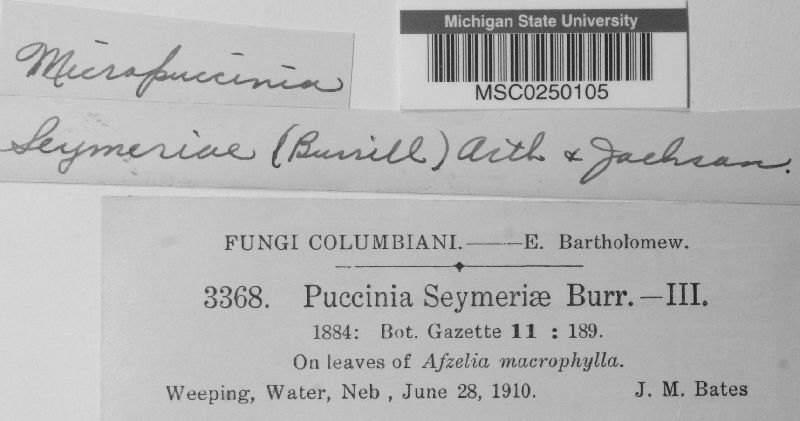 Micropuccinia
Michigan State University
MSC0250105
Seymeriae (Burrill) Arth & Jackson.
FUNGI COLUMBIANI.——E. Bartholomew.
3368. Puccinia Seymeriæ Burr.—III.
1884: Bot. Gazette 11 : 189.
On leaves of Afzelia macrophylla.
Weeping, Water, Neb , June 28, 1910. J. M. Bates